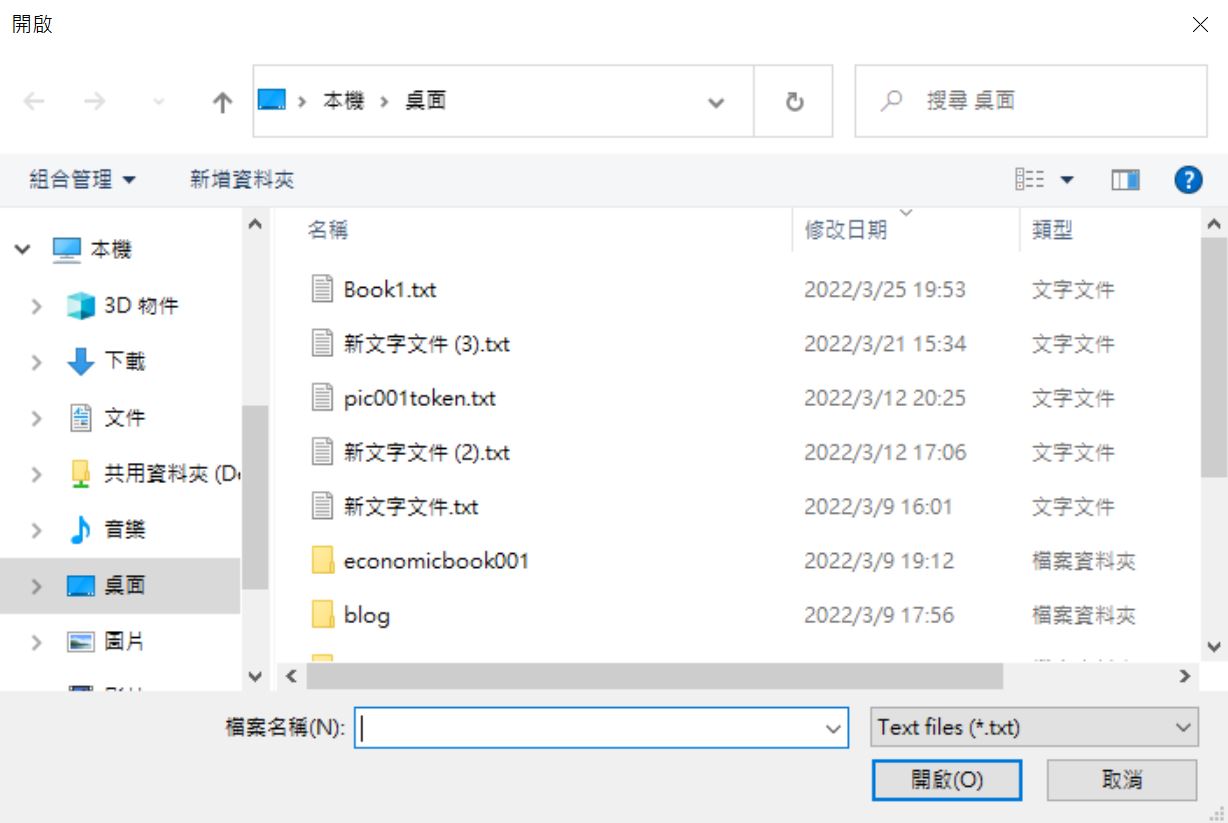 開啟
本機 桌面
搜尋 桌面
組合管理 新增資料夾
本機
3D 物件
下載
文件
共用資料夾
音樂
桌面
圖片
名稱 修改日期 類型
Book1.txt 2022/3/25 19:53 文字文件
新文字文件 (3).txt 2022/3/21 15:34 文字文件
pic001token.txt 2022/3/12 20:25 文字文件
新文字文件 (2).txt 2022/3/12 17:06 文字文件
新文字文件.txt 2022/3/9 16:01 文字文件
economicbook001 2022/3/9 19:12 檔案資料夾
blog 2022/3/9 17:56 檔案資料夾
檔案名稱(N): Text files (*.txt)
開啟(O) 取消